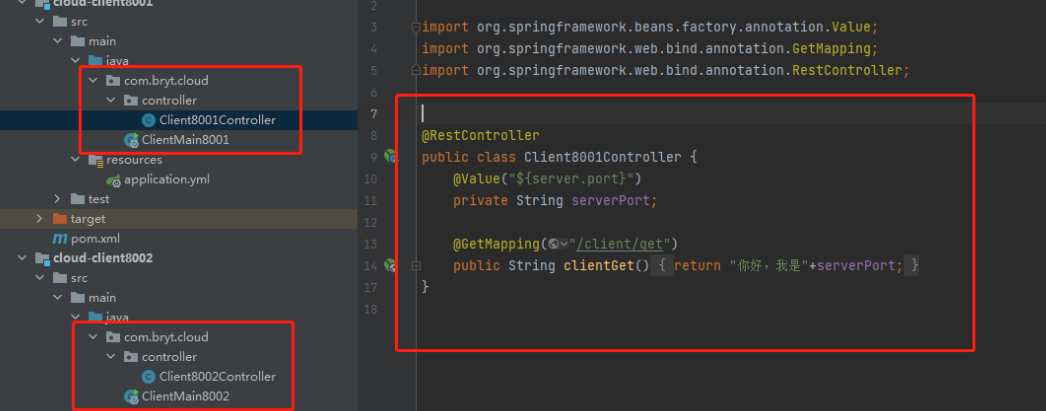 cloud-client8001
src
main
java
com.bryt.cloud
controller
Client8001Controller
ClientMain8001
resources
application.yml
test
target
pom.xml
cloud-client8002
src
main
java
com.bryt.cloud
controller
Client8002Controller
ClientMain8002
2
3 import org.springframework.beans.factory.annotation.Value;
4 import org.springframework.web.bind.annotation.GetMapping;
5 import org.springframework.web.bind.annotation.RestController;
6
7
8 @RestController
9 public class Client8001Controller {
10 @Value("${server.port}")
11 private String serverPort;
12
13 @GetMapping("/client/get")
14 public String clientGet() { return "你好，我是"+serverPort; }
17 }
18